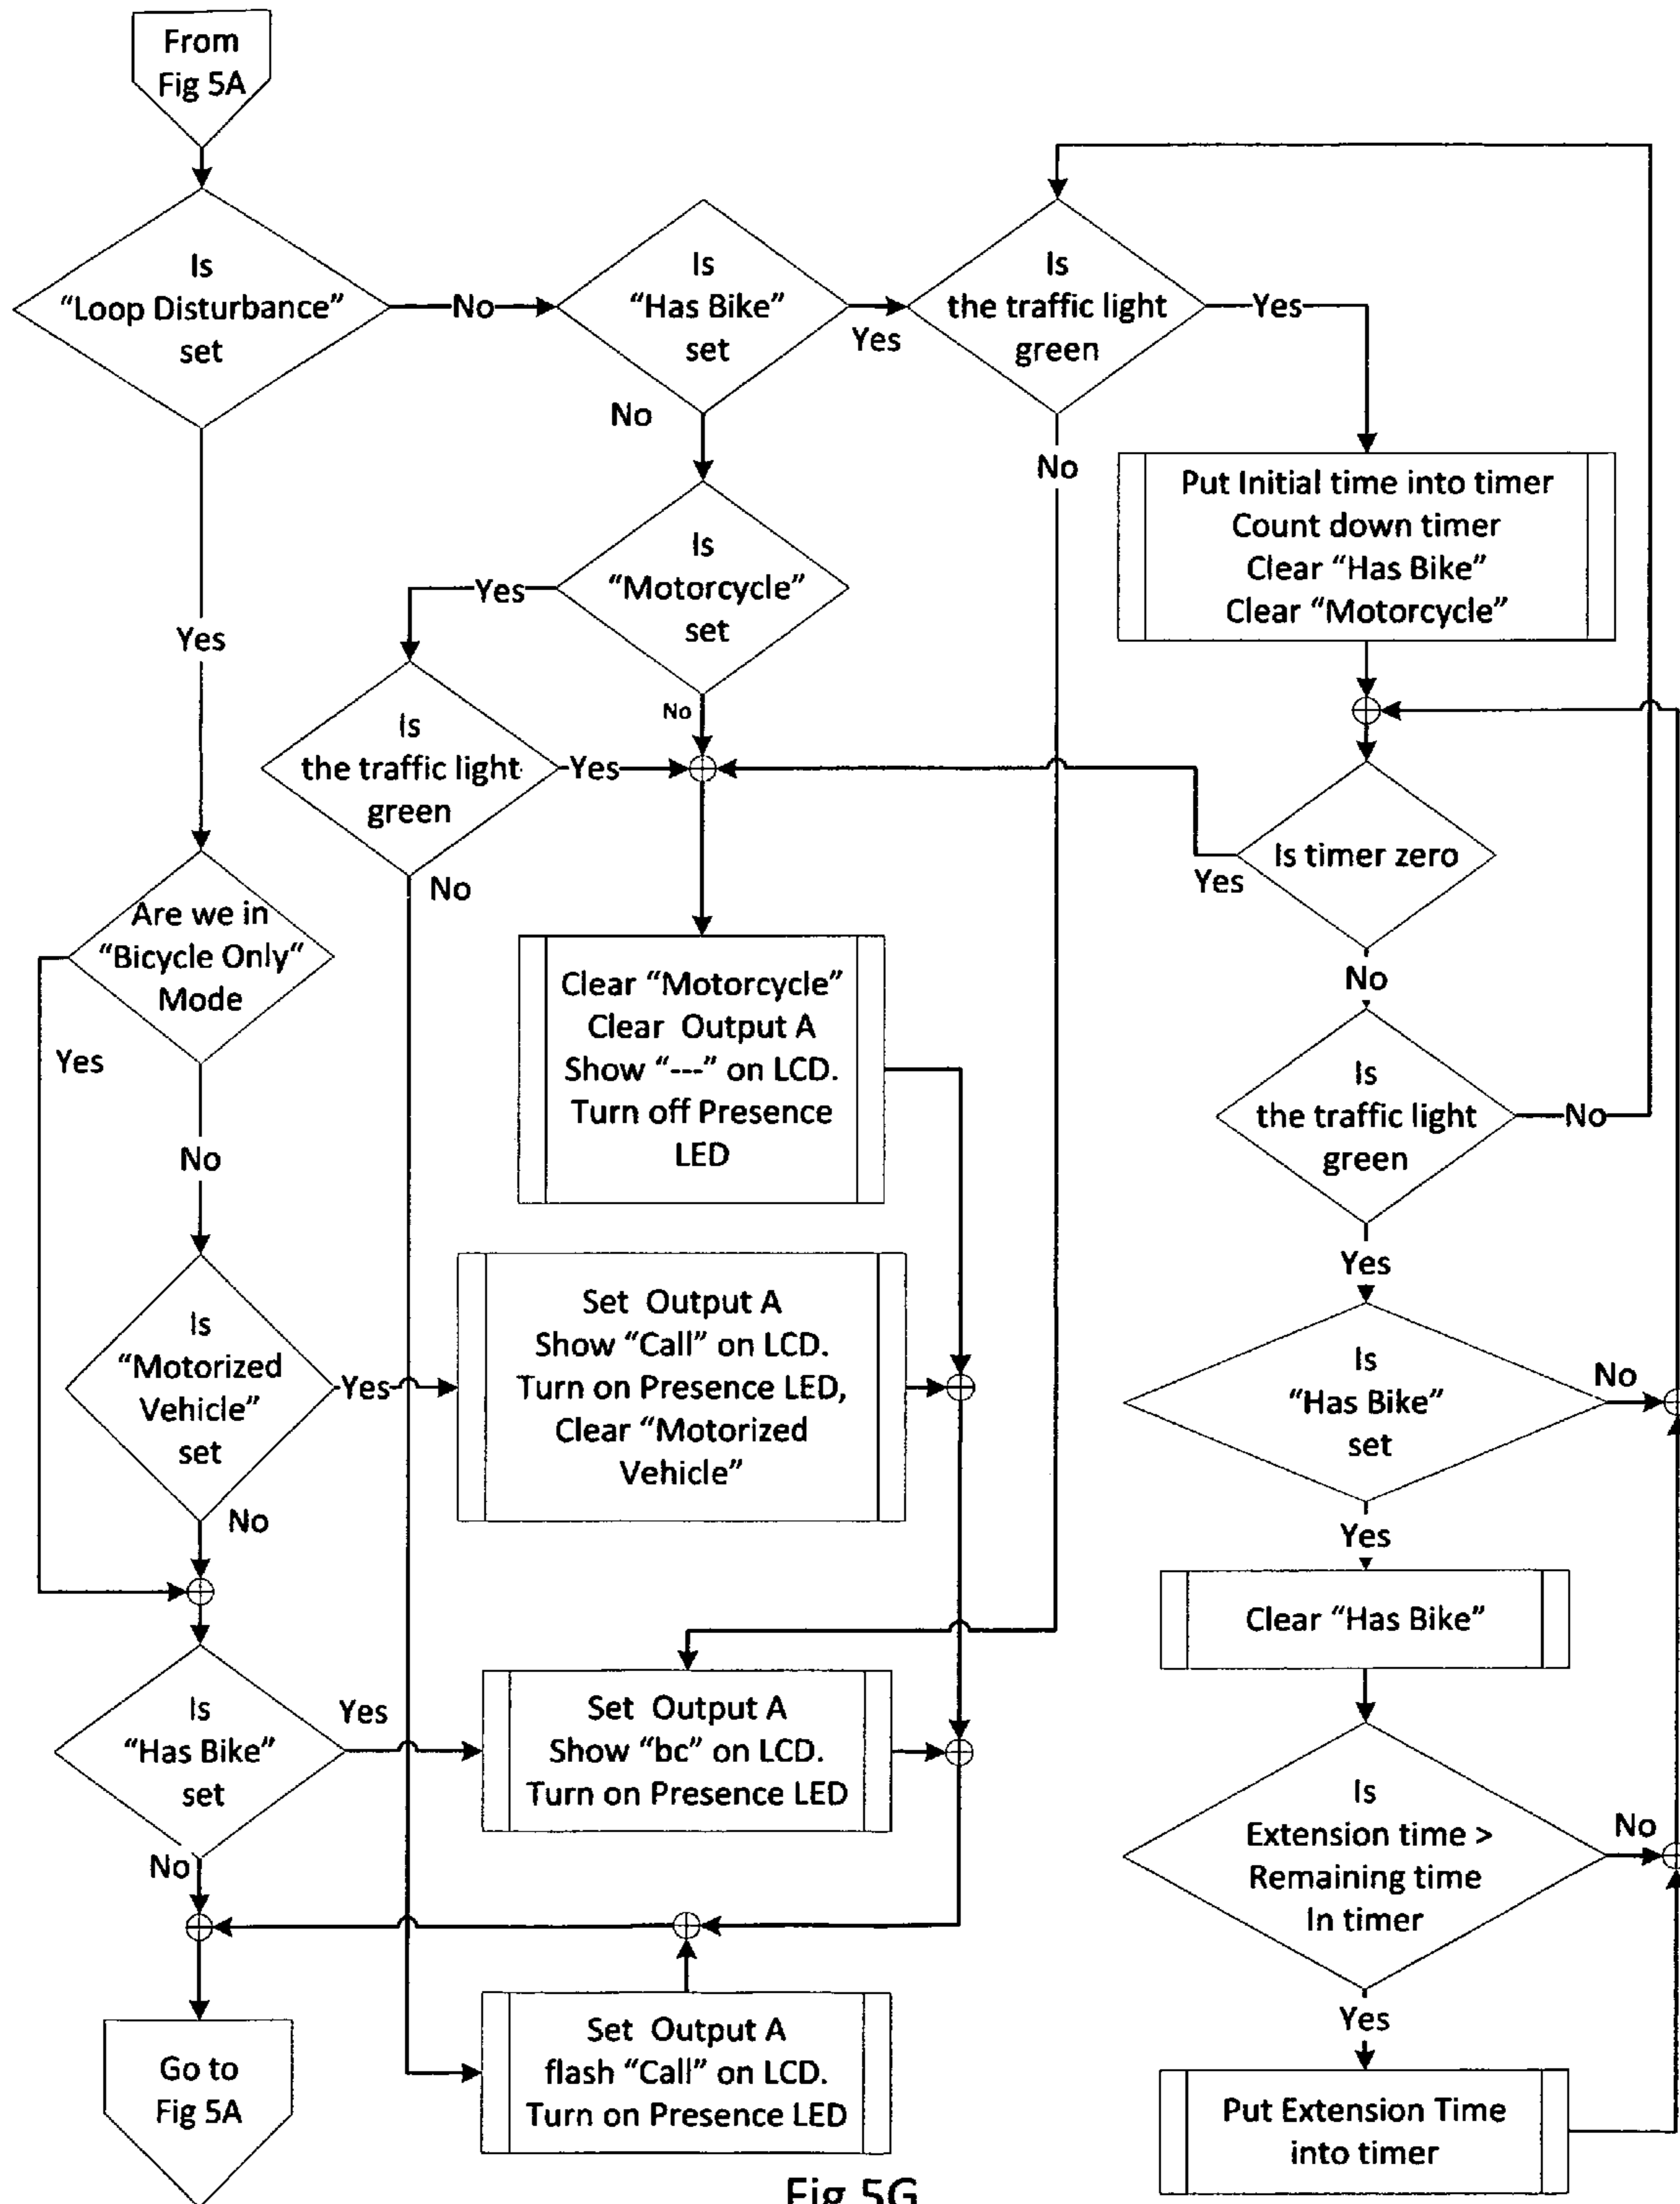 From
Fig 5A
Is
“Loop Disturbance”
set
No
Is
“Has Bike”
set
Yes
Is
the traffic light
green
Yes
No
No
Put Initial time into timer
Count down timer
Clear “Has Bike”
Clear “Motorcycle”
Is
“Motorcycle”
set
Yes
No
Yes
Is
the traffic light
green
Yes
No
Is timer zero
Yes
No
Are we in
“Bicycle Only”
Mode
Yes
No
Clear “Motorcycle”
Clear Output A
Show “---” on LCD.
Turn off Presence
LED
Is
the traffic light
green
No
Yes
Is
“Motorized
Vehicle”
set
Yes
No
Set Output A
Show “Call” on LCD.
Turn on Presence LED,
Clear “Motorized
Vehicle”
Is
“Has Bike”
set
No
Yes
Clear “Has Bike”
Is
“Has Bike”
set
Yes
No
Set Output A
Show “bc” on LCD.
Turn on Presence LED
Is
Extension time >
Remaining time
In timer
No
Yes
Go to
Fig 5A
Set Output A
flash “Call” on LCD.
Turn on Presence LED
Put Extension Time
into timer
Fig 5G